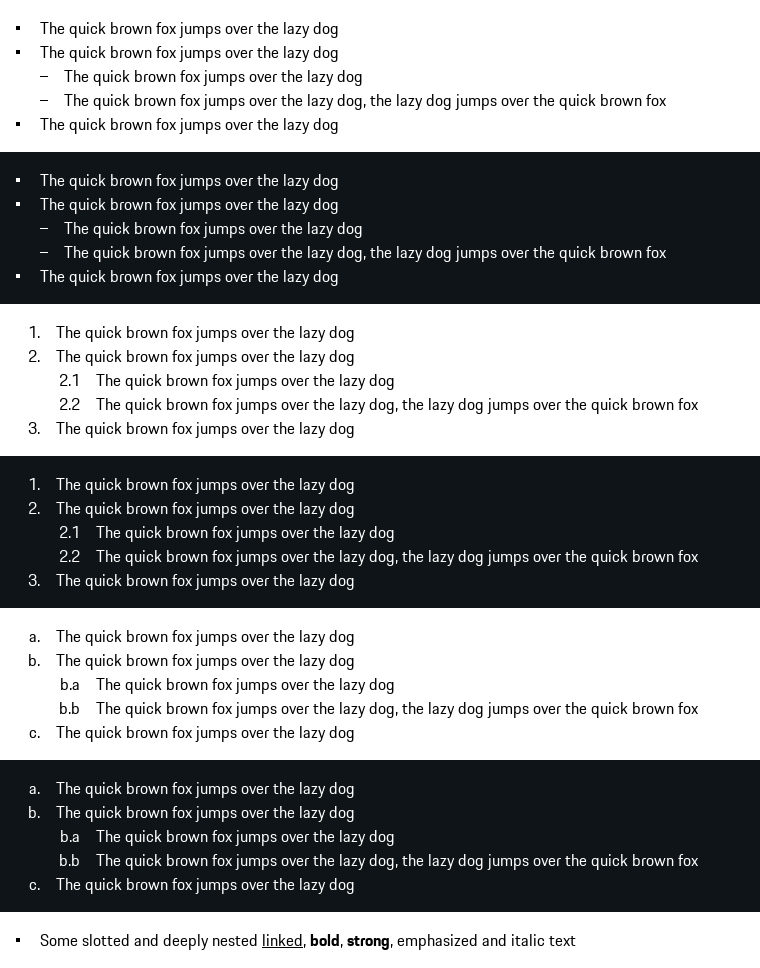 ▪ The quick brown fox jumps over the lazy dog
▪ The quick brown fox jumps over the lazy dog
– The quick brown fox jumps over the lazy dog
– The quick brown fox jumps over the lazy dog, the lazy dog jumps over the quick brown fox
▪ The quick brown fox jumps over the lazy dog
▪ The quick brown fox jumps over the lazy dog
▪ The quick brown fox jumps over the lazy dog
– The quick brown fox jumps over the lazy dog
– The quick brown fox jumps over the lazy dog, the lazy dog jumps over the quick brown fox
▪ The quick brown fox jumps over the lazy dog
1. The quick brown fox jumps over the lazy dog
2. The quick brown fox jumps over the lazy dog
2.1 The quick brown fox jumps over the lazy dog
2.2 The quick brown fox jumps over the lazy dog, the lazy dog jumps over the quick brown fox
3. The quick brown fox jumps over the lazy dog
1. The quick brown fox jumps over the lazy dog
2. The quick brown fox jumps over the lazy dog
2.1 The quick brown fox jumps over the lazy dog
2.2 The quick brown fox jumps over the lazy dog, the lazy dog jumps over the quick brown fox
3. The quick brown fox jumps over the lazy dog
a. The quick brown fox jumps over the lazy dog
b. The quick brown fox jumps over the lazy dog
b.a The quick brown fox jumps over the lazy dog
b.b The quick brown fox jumps over the lazy dog, the lazy dog jumps over the quick brown fox
c. The quick brown fox jumps over the lazy dog
a. The quick brown fox jumps over the lazy dog
b. The quick brown fox jumps over the lazy dog
b.a The quick brown fox jumps over the lazy dog
b.b The quick brown fox jumps over the lazy dog, the lazy dog jumps over the quick brown fox
c. The quick brown fox jumps over the lazy dog
▪ Some slotted and deeply nested linked, bold, strong, emphasized and italic text